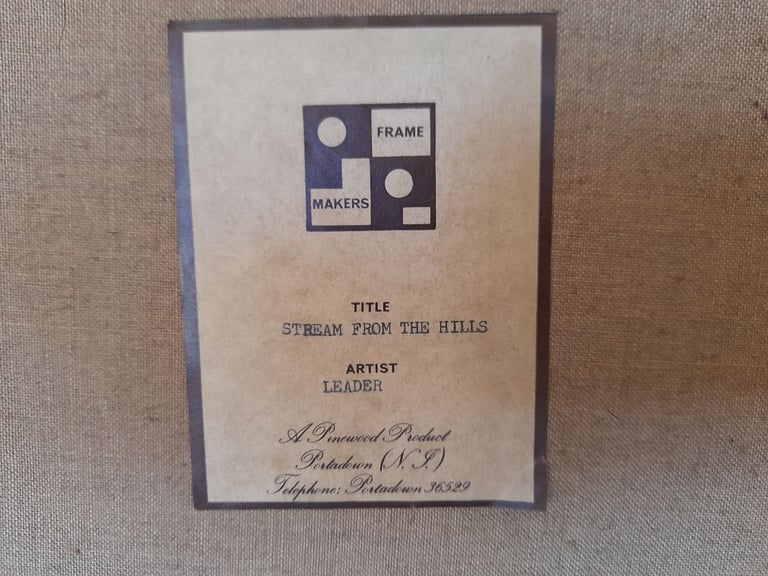 FRAME
MAKERS
TITLE
STREAM FROM THE HILLS
ARTIST
LEADER
A Pinewood Product
Portadown (N.I.)
Telephone: Portadown 36529